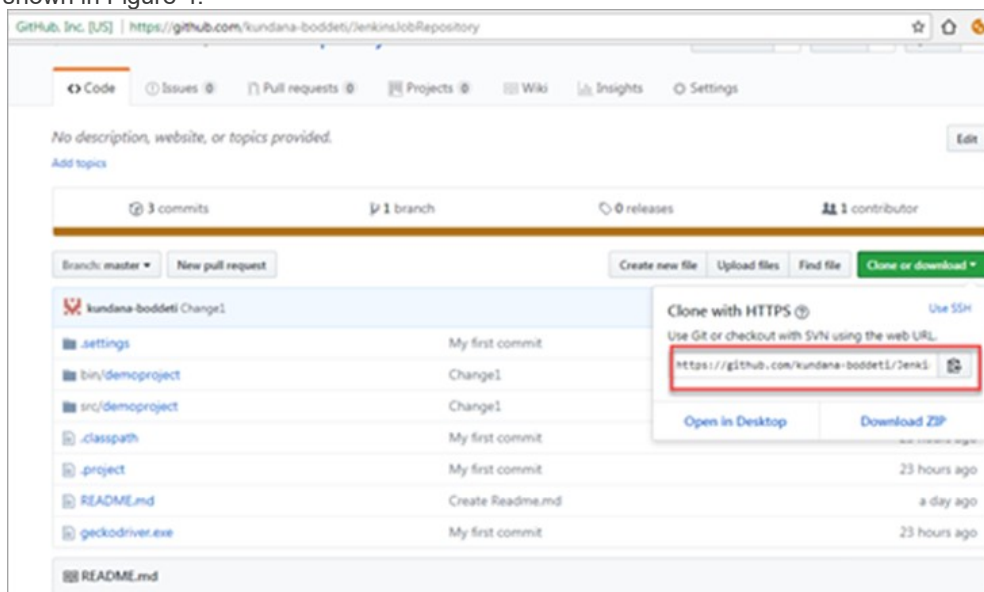 shown in Figure 4.
GitHub, Inc. [US] | https://github.com/kundana-boddeti/JenkinsJobRepository
Code Issues 0 Pull requests 0 Projects 0 Wiki Insights Settings
No description, website, or topics provided. Edit
Add topics
3 commits 1 branch 0 releases 1 contributor
Branch: master New pull request Create new file Upload files Find file Clone or download
kundana-boddeti Change1
Clone with HTTPS Use SSH
Use Git or checkout with SVN using the web URL.
https://github.com/kundana-boddeti/Jenki
Open in Desktop Download ZIP
.settings My first commit
bin/demoproject Change1
src/demoproject Change1
.classpath My first commit
.project My first commit 23 hours ago
README.md Create Readme.md a day ago
geckodriver.exe My first commit 23 hours ago
README.md